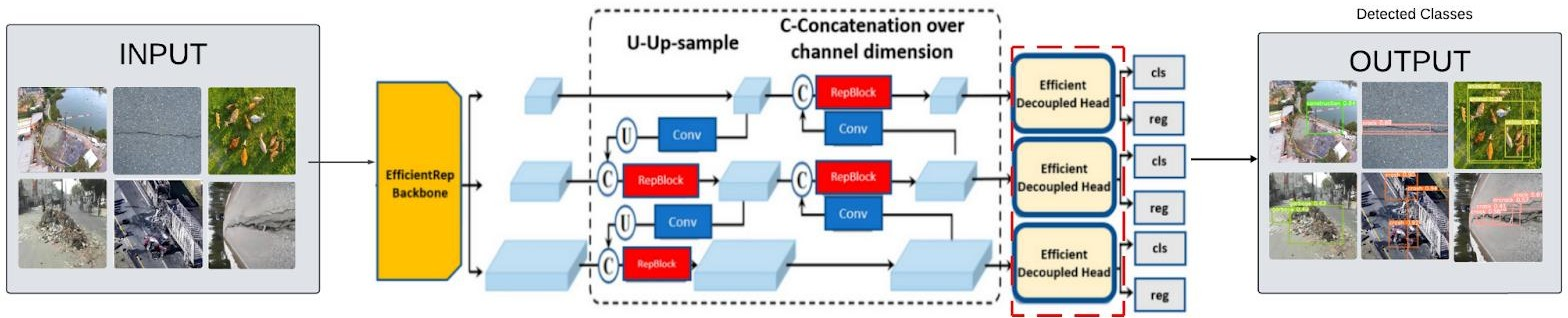 Detected Classes
INPUT
OUTPUT
U-Up-sample
C-Concatenation over
channel dimension
EfficientRep
Backbone
C
RepBlock
Conv
U
Conv
C
RepBlock
C
RepBlock
Conv
U
Conv
C
RepBlock
Efficient
Decoupled Head
cls
reg
Efficient
Decoupled Head
cls
reg
Efficient
Decoupled Head
cls
reg